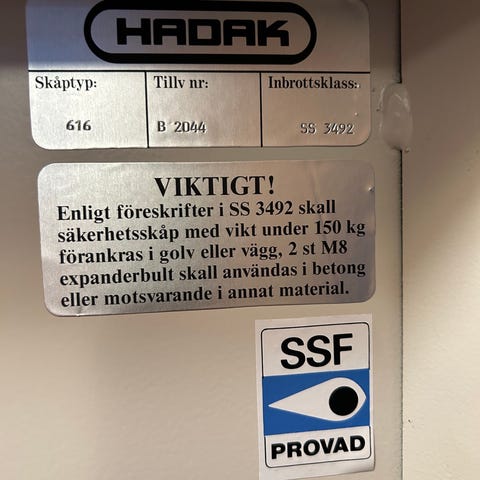 HADAK
Skåptyp: Tillv nr: Inbrottsklass:
616 B 2044 SS 3492
VIKTIGT!
Enligt föreskrifter i SS 3492 skall
säkerhetsskåp med vikt under 150 kg
förankras i golv eller vägg, 2 st M8
expanderbult skall användas i betong
eller motsvarande i annat material.
SSF
PROVAD